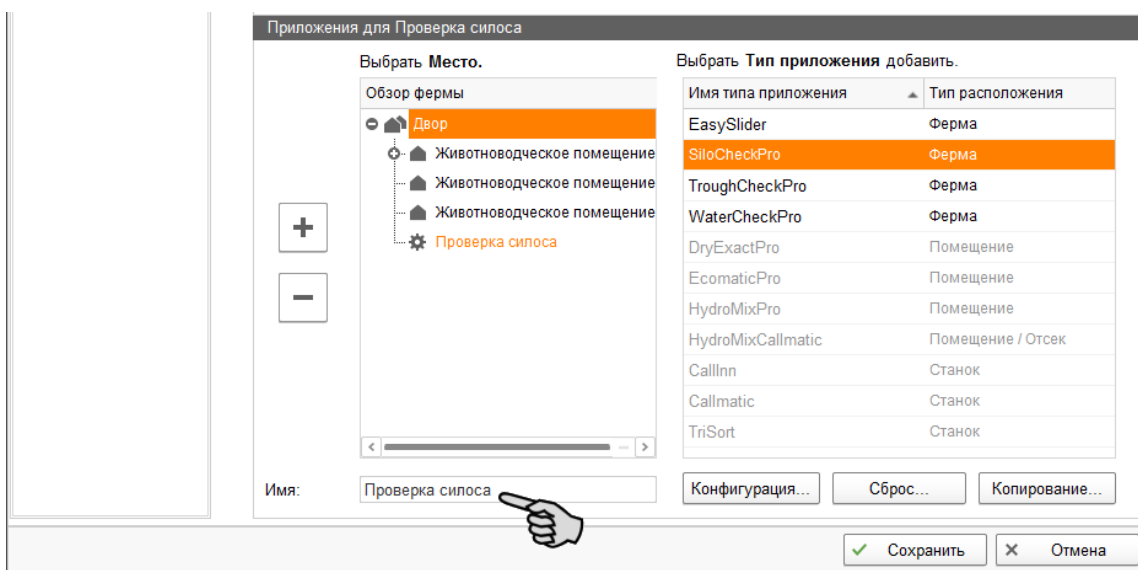 Приложения для Проверка силоса
Выбрать Место.
Выбрать Тип приложения добавить.
Обзор фермы
Имя типа приложения Тип расположения
Двор
EasySlider Ферма
Животноводческое помещение
SiloCheckPro Ферма
Животноводческое помещение
TroughCheckPro Ферма
Животноводческое помещение
WaterCheckPro Ферма
Проверка силоса
DryExactPro Помещение
EcomaticPro Помещение
HydroMixPro Помещение
HydroMixCallmatic Помещение / Отсек
CallInn Станок
Callmatic Станок
TriSort Станок
Имя: Проверка силоса
Конфигурация... Сброс... Копирование...
Сохранить Отмена